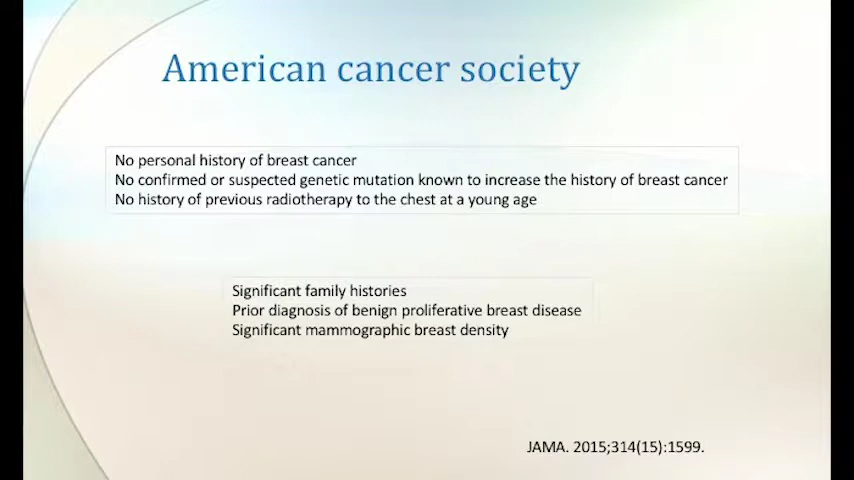 American cancer society
No personal history of breast cancer
No confirmed or suspected genetic mutation known to increase the history of breast cancer
No history of previous radiotherapy to the chest at a young age
Significant family histories
Prior diagnosis of benign proliferative breast disease
Significant mammographic breast density
JAMA. 2015;314(15):1599.